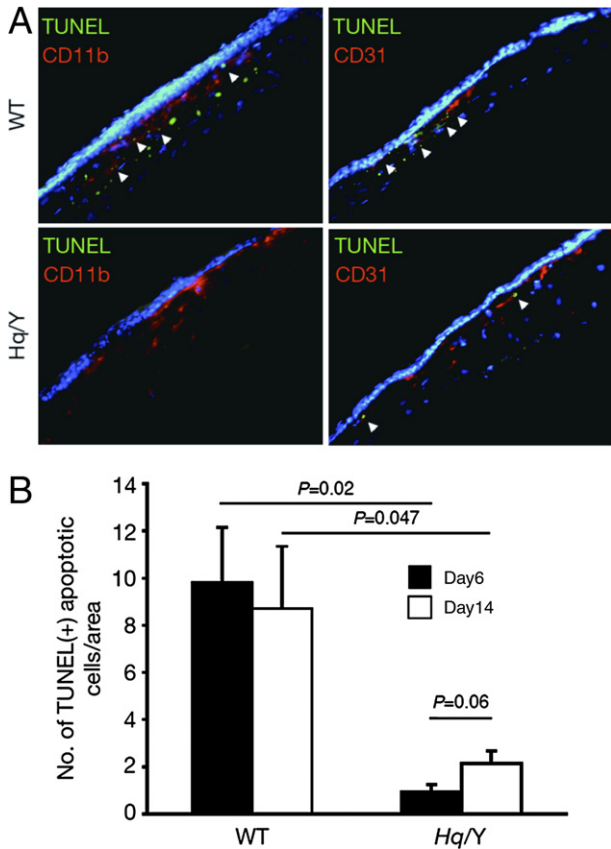 A
TUNEL
CD11b
TUNEL
CD31
WT
TUNEL
CD11b
TUNEL
CD31
Hq/Y
B
No. of TUNEL(+) apoptotic
cells/area
14
12
10
8
6
4
2
0
P=0.02
P=0.047
Day6
Day14
P=0.06
WT
Hq/Y